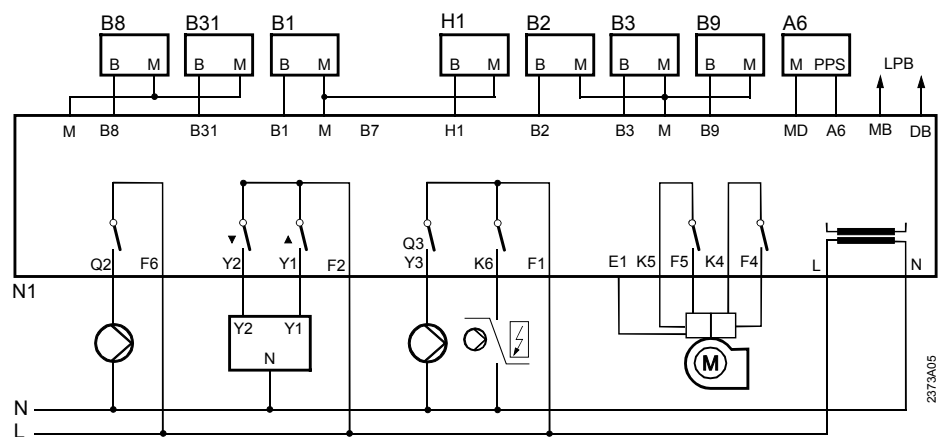 B8 B31 B1 H1 B2 B3 B9 A6
B M B M B M B M B M B M B M M PPS LPB
M B8 B31 B1 M B7 H1 B2 B3 M B9 MD A6 MB DB
Q3
Q2 F6 Y2 Y1 F2 Y3 K6 F1 E1 K5 F5 K4 F4 L N
N1
Y2 Y1
N
M
N
L
2373A05